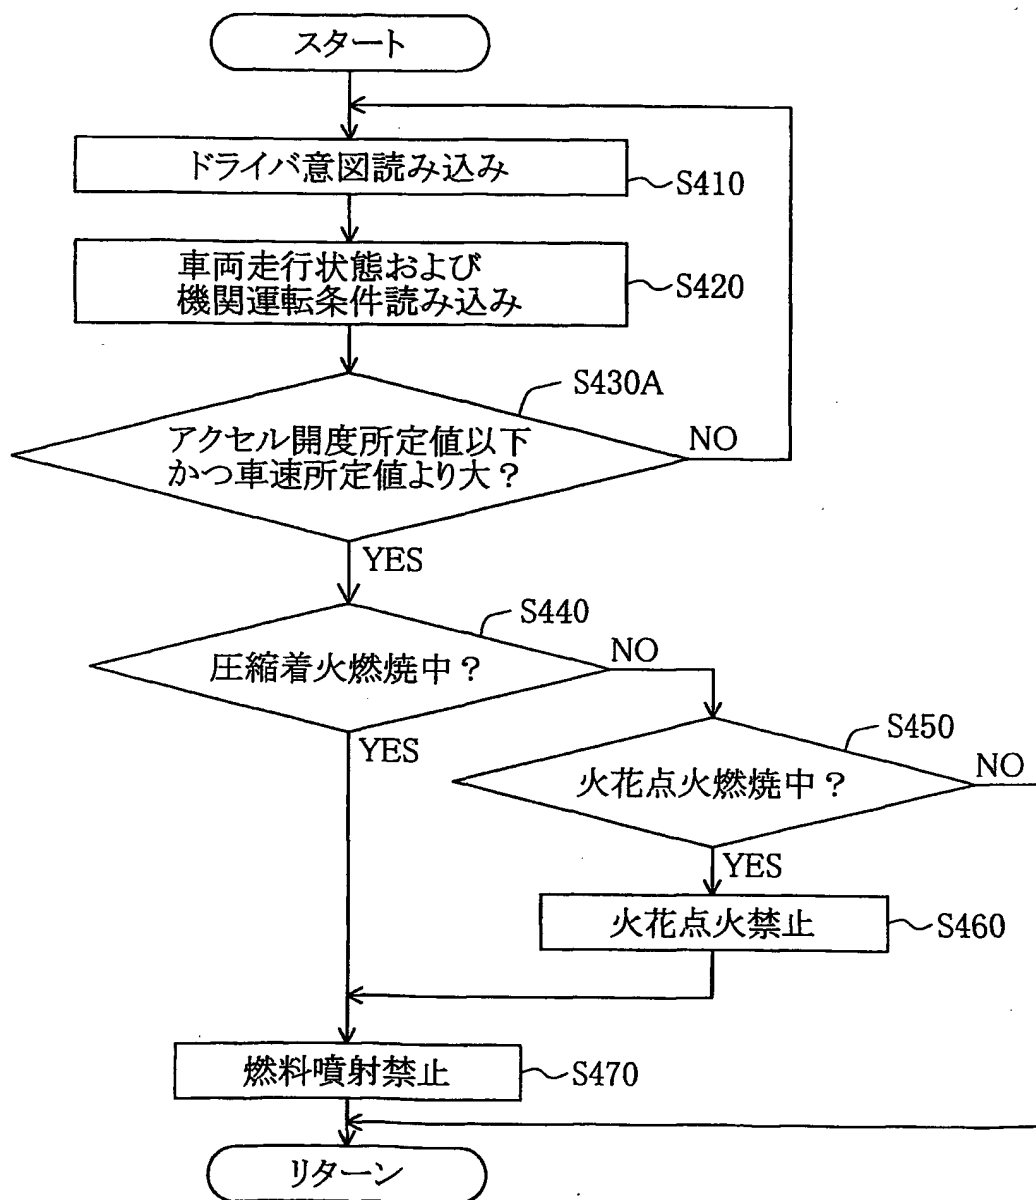 スタート
ドライバ意図読み込み
S410
車両走行状態および
機関運転条件読み込み
S420
S430A
アクセル開度所定値以下
かつ車速所定値より大？
NO
YES
S440
圧縮着火燃焼中？
NO
YES
S450
火花点火燃焼中？
NO
YES
火花点火禁止
S460
燃料噴射禁止
S470
リターン